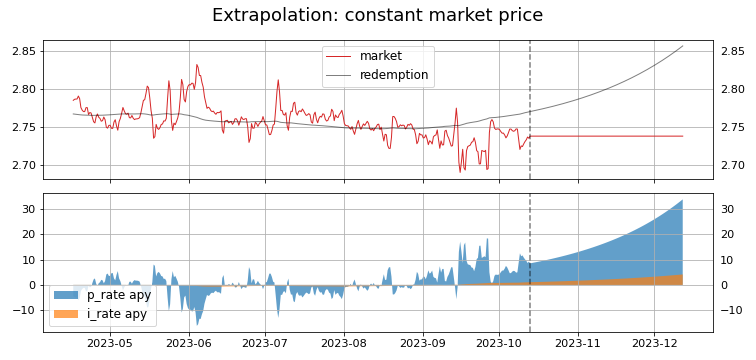 Extrapolation: constant market price
2.85 2.85
market
redemption
2.80 2.80
2.75 2.75
2.70 2.70
30 30
20 20
10 10
0 0
p_rate apy
−10 −10
i_rate apy
2023-05 2023-06 2023-07 2023-08 2023-09 2023-10 2023-11 2023-12